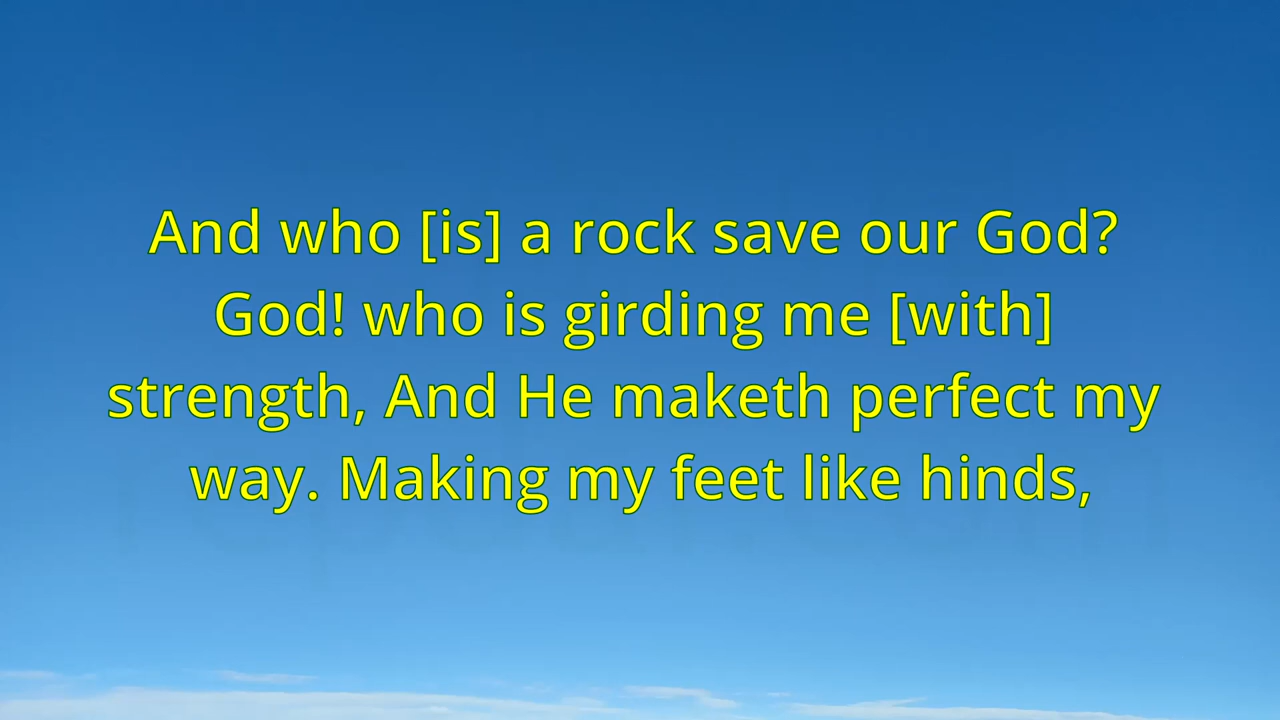 And who [is] a rock save our God?
God! who is girding me [with]
strength, And He maketh perfect my
way. Making my feet like hinds,